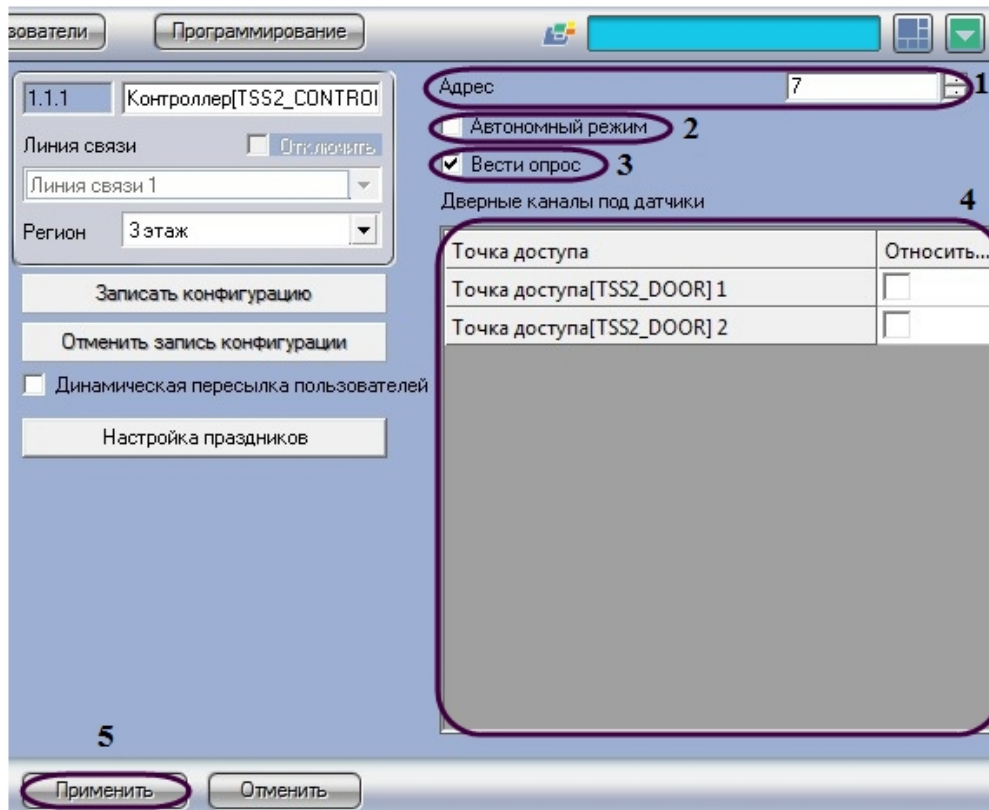 зователи Программирование
1.1.1 Контроллер[TSS2_CONTROI
Линия связи Отключить
Линия связи 1
Регион 3 этаж
Записать конфигурацию
Отменить запись конфигурации
Динамическая пересылка пользователей
Настройка праздников
Адрес 7 1
Автономный режим 2
Вести опрос 3
Дверные каналы под датчики 4
Точка доступа Относить...
Точка доступа[TSS2_DOOR] 1
Точка доступа[TSS2_DOOR] 2
5
Применить Отменить